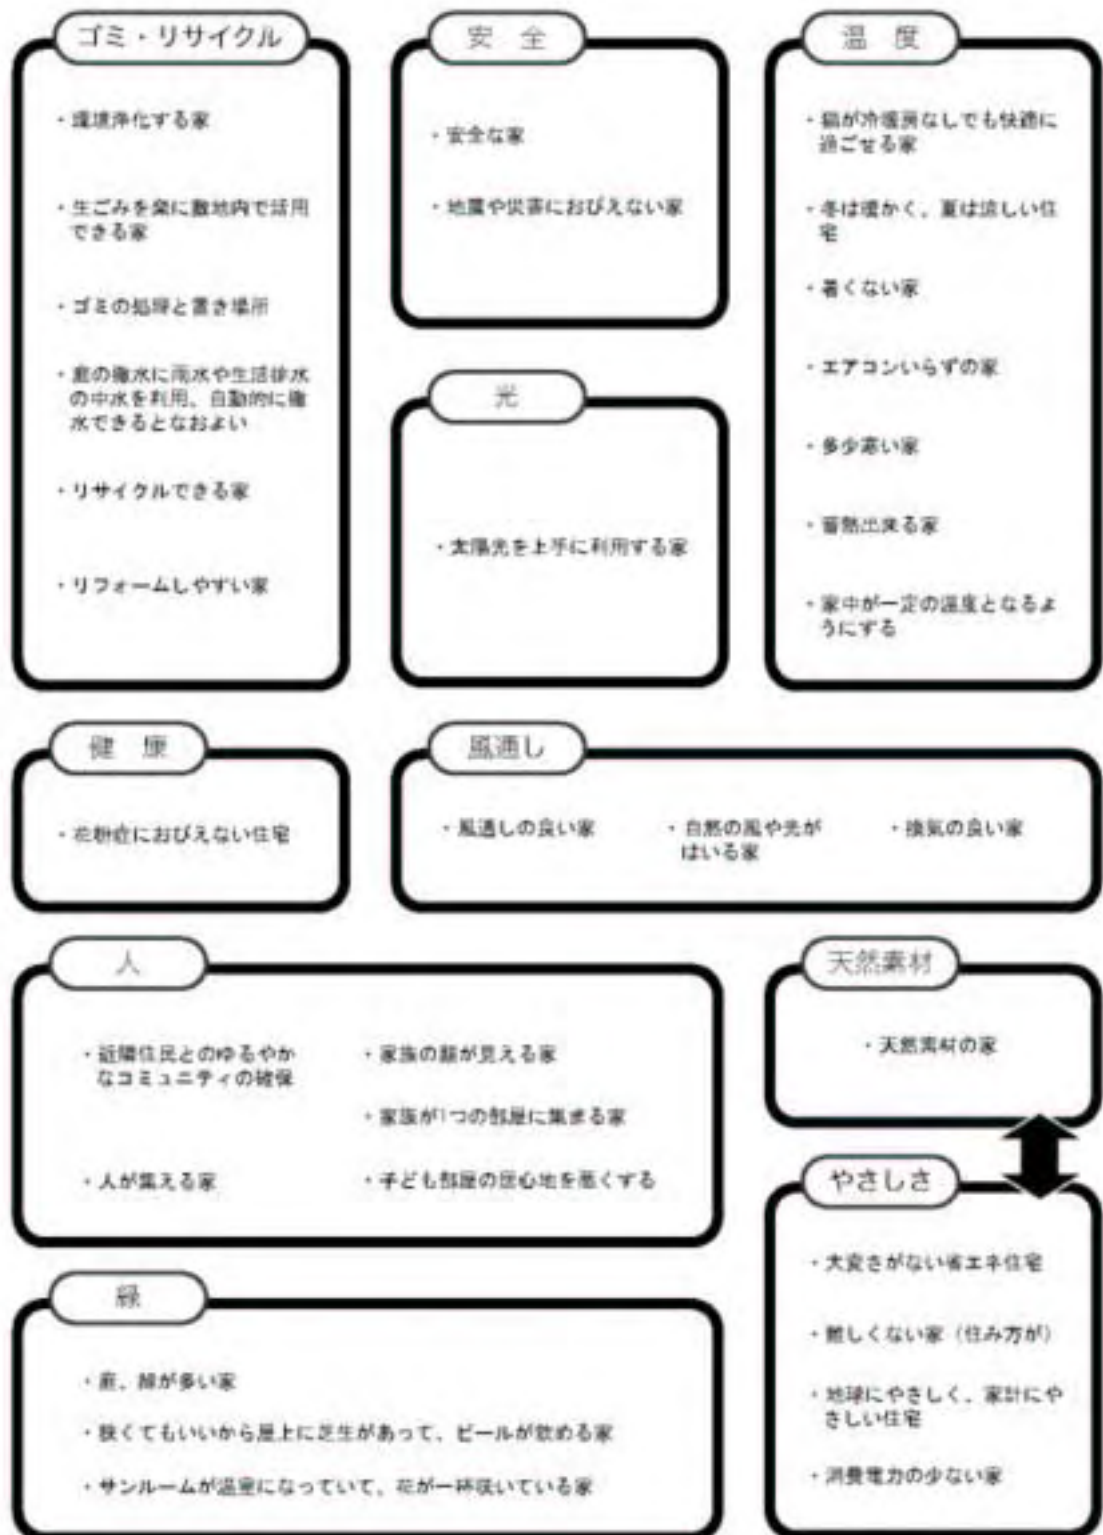 ゴミ・リサイクル
・環境浄化する家
・生ごみを楽に敷地内で活用
できる家
・ゴミの処理と置き場所
・庭の撒水に雨水や生活排水
の中水を利用、自動的に撒
水できるとなおよい
・リサイクルできる家
・リフォームしやすい家
安 全
・安全な家
・地震や災害におびえない家
光
・太陽光を上手に利用する家
温 度
・猫が冷暖房なしでも快適に
過ごせる家
・冬は暖かく、夏は涼しい住
宅
・暑くない家
・エアコンいらずの家
・多少寒い家
・蓄熱出来る家
・家中が一定の温度となるよ
うにする
健 康
・花粉症におびえない住宅
風通し
・風通しの良い家
・自然の風や光が
はいる家
・換気の良い家
人
・近隣住民とのゆるやか
なコミュニティの確保
・人が集える家
・家族の顔が見える家
・家族が1つの部屋に集まる家
・子ども部屋の居心地を悪くする
天然素材
・天然素材の家
やさしさ
・大変さがない省エネ住宅
・難しくない家（住み方が）
・地球にやさしく、家計にや
さしい住宅
・消費電力の少ない家
緑
・庭、緑が多い家
・狭くてもいいから屋上に芝生があって、ビールが飲める家
・サンルームが温室になっていて、花が一杯咲いている家